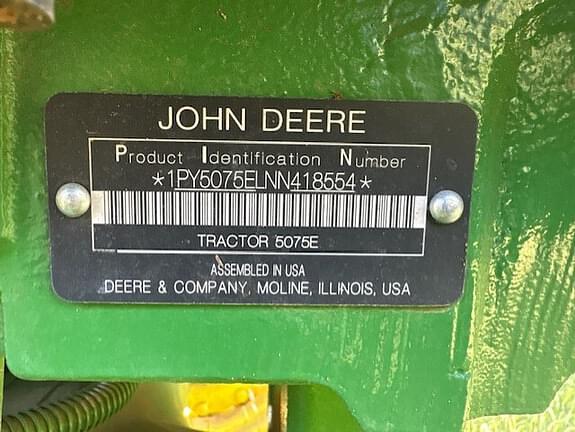 JOHN DEERE
Product Identification Number
*1PY5075ELNN418554*
TRACTOR 5075E
ASSEMBLED IN USA
DEERE & COMPANY, MOLINE, ILLINOIS, USA